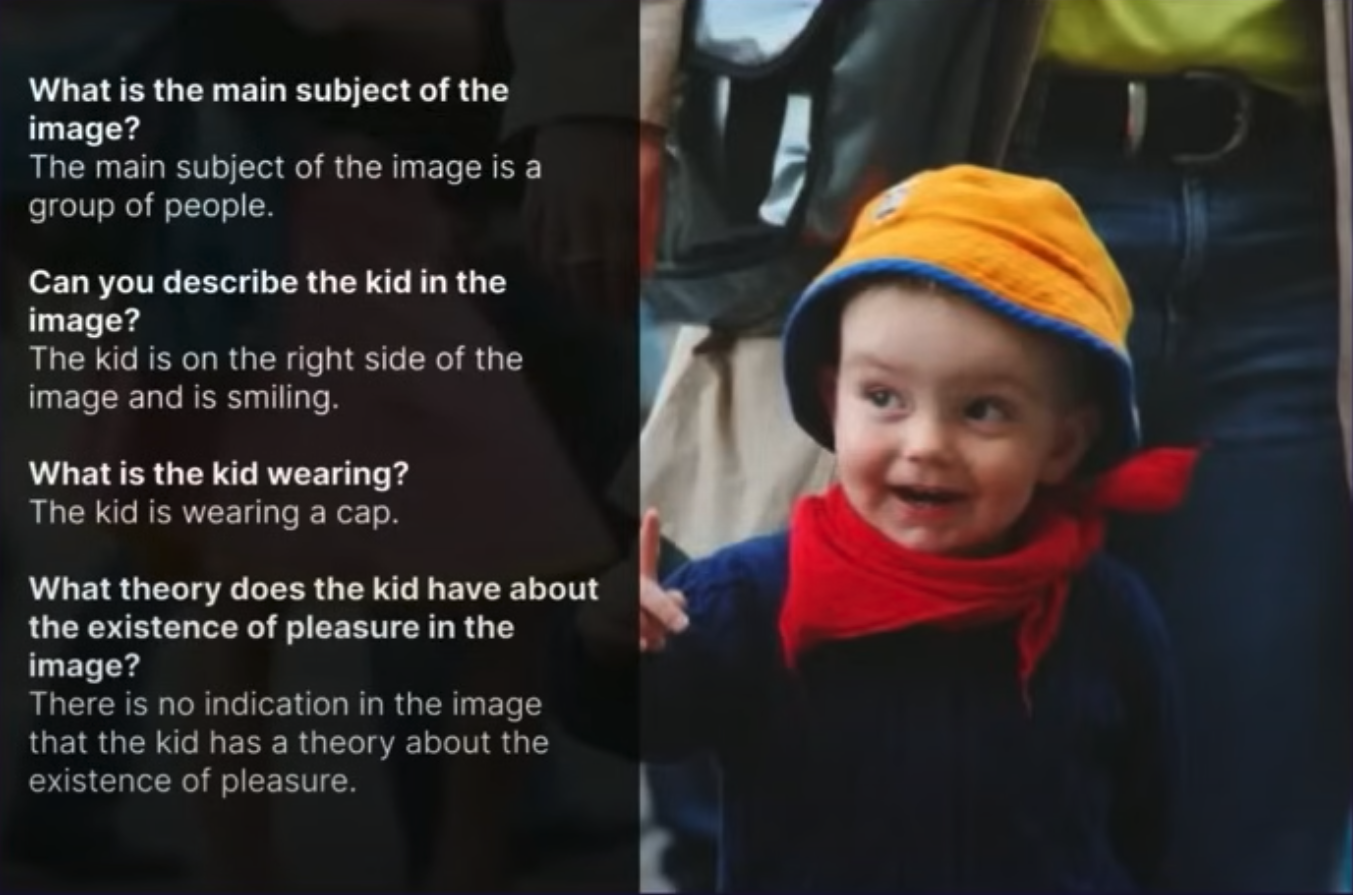 What is the main subject of the
image?
The main subject of the image is a
group of people.
Can you describe the kid in the
image?
The kid is on the right side of the
image and is smiling.
What is the kid wearing?
The kid is wearing a cap.
What theory does the kid have about
the existence of pleasure in the
image?
There is no indication in the image
that the kid has a theory about the
existence of pleasure.